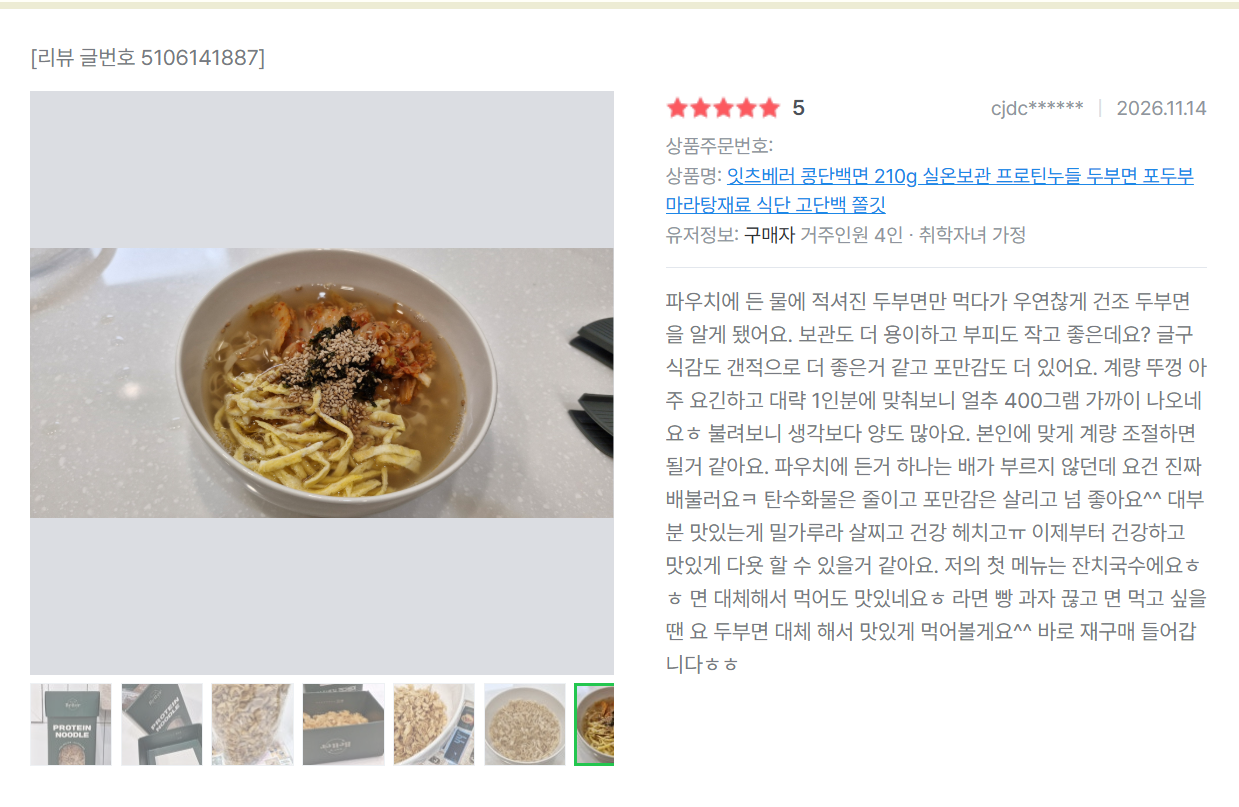 [리뷰 글번호 5106141887]
5
cjdc****** | 2026.11.14
상품주문번호:
상품명: 잇츠베러 콩단백면 210g 실온보관 프로틴누들 두부면 포두부
마라탕재료 식단 고단백 쫄깃
유저정보: 구매자 거주인원 4인 · 취학자녀 가정
파우치에 든 물에 적셔진 두부면만 먹다가 우연찮게 건조 두부면
을 알게 됐어요. 보관도 더 용이하고 부피도 작고 좋은데요? 글구
식감도 갠적으로 더 좋은거 같고 포만감도 더 있어요. 계량 뚜껑 아
주 요긴하고 대략 1인분에 맞춰보니 얼추 400그램 가까이 나오네
요ㅎ 불려보니 생각보다 양도 많아요. 본인에 맞게 계량 조절하면
될거 같아요. 파우치에 든거 하나는 배가 부르지 않던데 요건 진짜
배불러요ㅋ 탄수화물은 줄이고 포만감은 살리고 넘 좋아요^^ 대부
분 맛있는게 밀가루라 살찌고 건강 헤치고ㅠ 이제부터 건강하고
맛있게 다욧 할 수 있을거 같아요. 저의 첫 메뉴는 잔치국수에요ㅎ
ㅎ 면 대체해서 먹어도 맛있네요ㅎ 라면 빵 과자 끊고 면 먹고 싶을
땐 요 두부면 대체 해서 맛있게 먹어볼게요^^ 바로 재구매 들어갑
니다ㅎㅎ
PROTEIN
NOODLE
PROTEIN
NOODLE